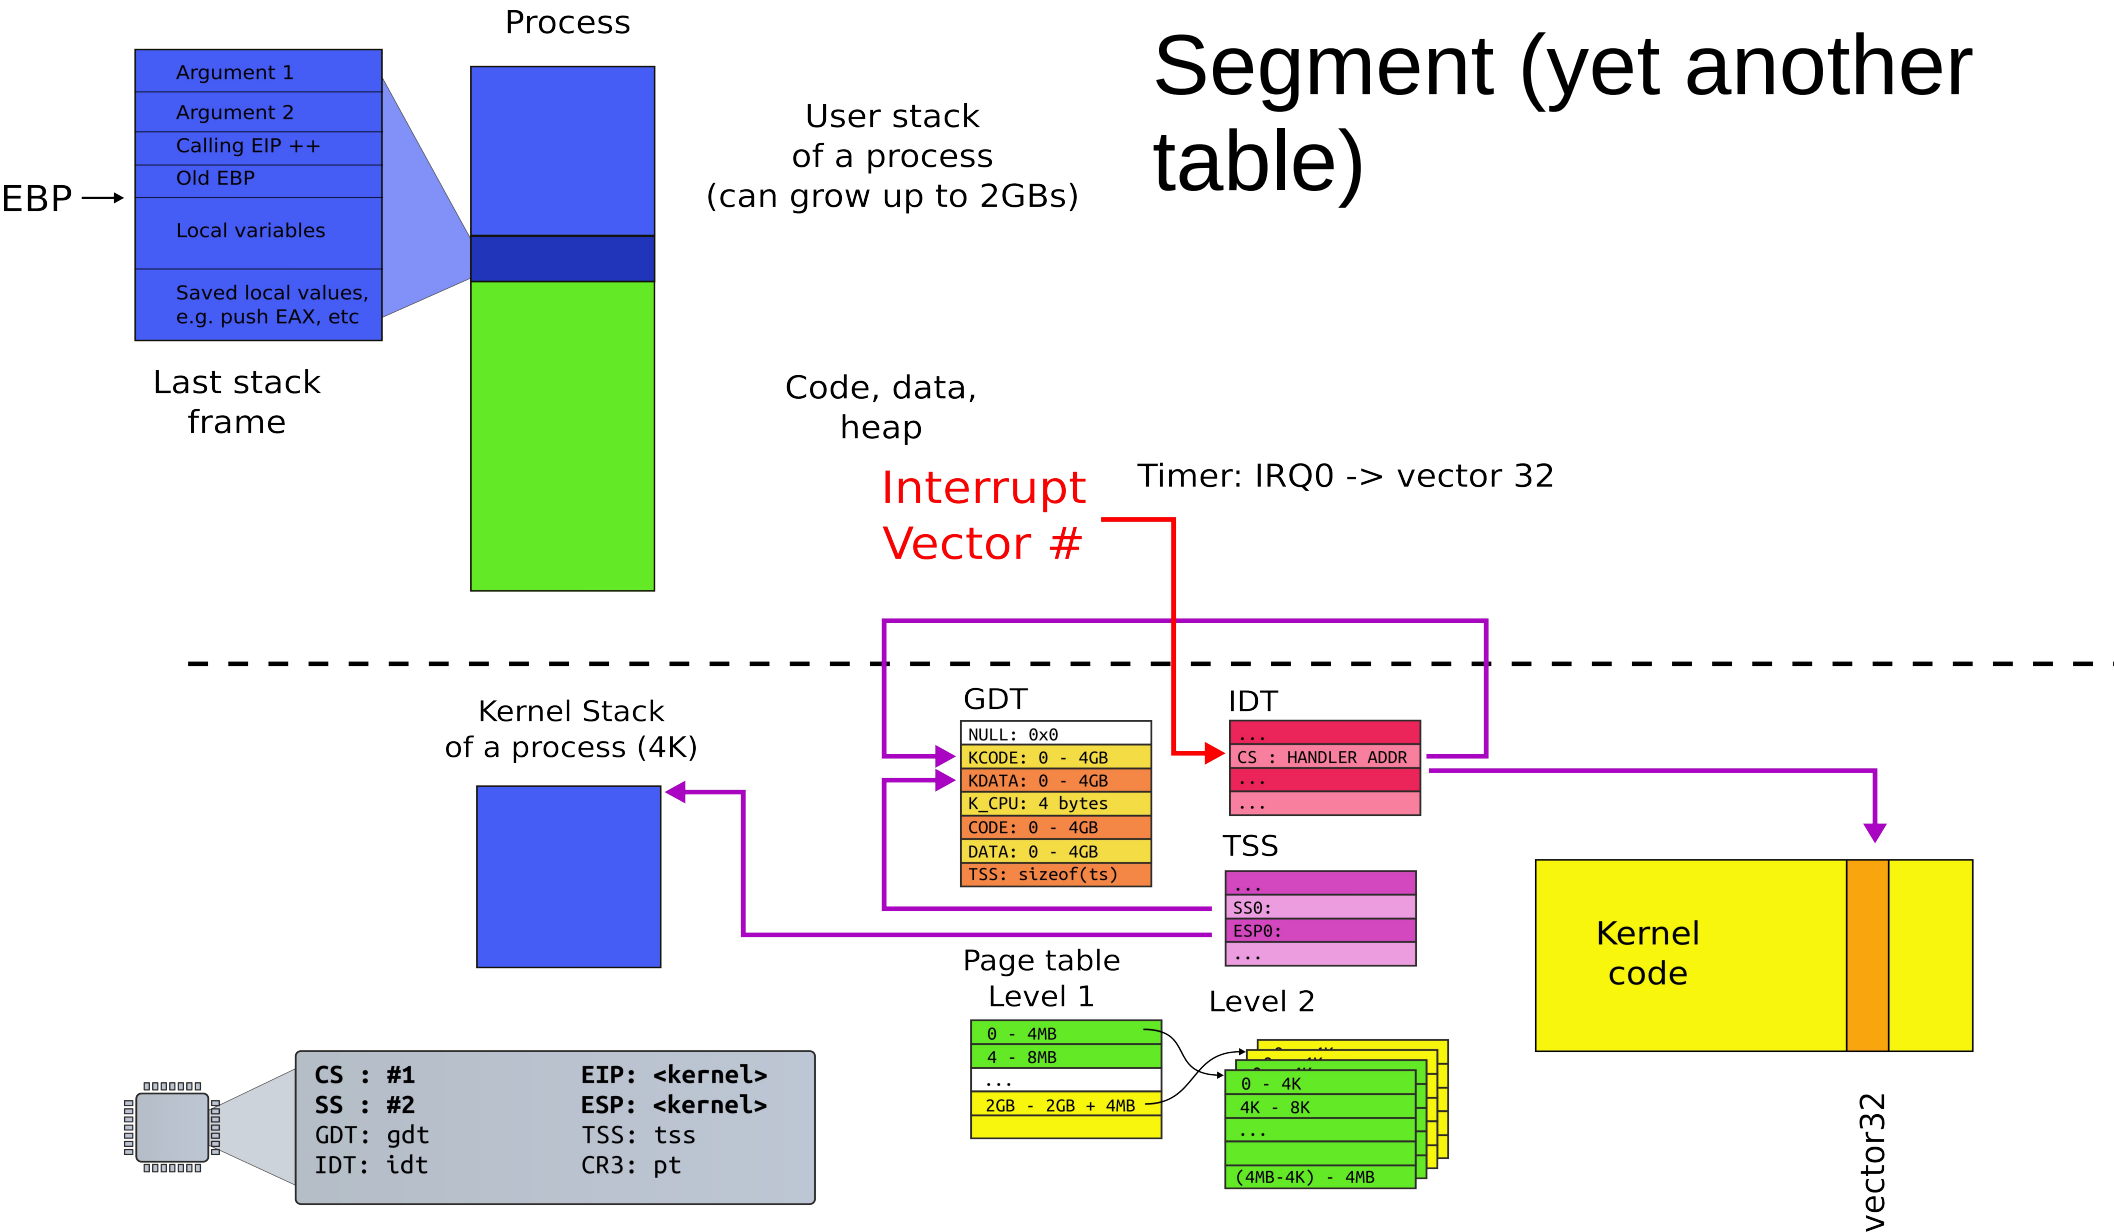 Process
Segment (yet another
table)
Argument 1
Argument 2
Calling EIP ++
Old EBP
EBP
Local variables
Saved local values,
e.g. push EAX, etc
Last stack
frame
User stack
of a process
(can grow up to 2GBs)
Code, data,
heap
Interrupt
Vector #
Timer: IRQ0 -> vector 32
Kernel Stack
of a process (4K)
GDT
NULL: 0x0
KCODE: 0 - 4GB
KDATA: 0 - 4GB
K_CPU: 4 bytes
CODE: 0 - 4GB
DATA: 0 - 4GB
TSS: sizeof(ts)
IDT
...
CS : HANDLER ADDR
...
...
TSS
...
SS0:
ESP0:
...
Kernel
code
vector32
Page table
Level 1
0 - 4MB
4 - 8MB
...
2GB - 2GB + 4MB
Level 2
0 - 4K
4K - 8K
...
(4MB-4K) - 4MB
CS : #1 EIP: <kernel>
SS : #2 ESP: <kernel>
GDT: gdt TSS: tss
IDT: idt CR3: pt